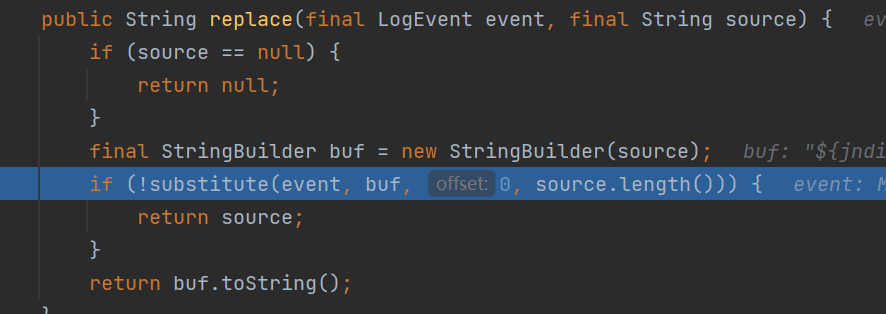 public String replace(final LogEvent event, final String source) {   ev
if (source == null) {
return null;
}
final StringBuilder buf = new StringBuilder(source);   buf: "${jndi
if (!substitute(event, buf, offset: 0, source.length())) {   event: M
return source;
}
return buf.toString();
}